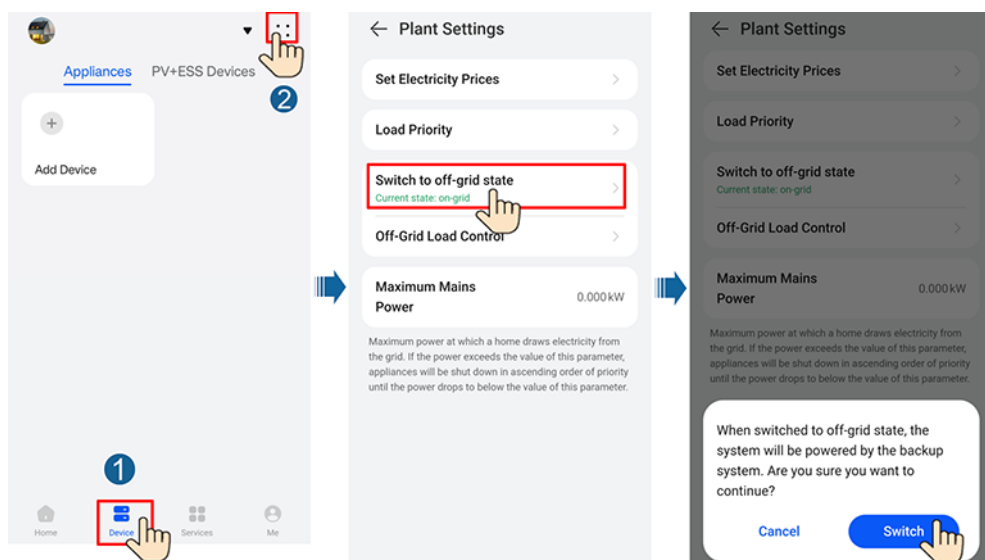 Appliances PV+ESS Devices
2
Add Device
1
Home Device Services Me
Plant Settings
Set Electricity Prices
Load Priority
Switch to off-grid state
Current state: on-grid
Off-Grid Load Control
Maximum Mains
Power
0.000 kW
Maximum power at which a home draws electricity from
the grid. If the power exceeds the value of this parameter,
appliances will be shut down in ascending order of priority
until the power drops to below the value of this parameter.
Plant Settings
Set Electricity Prices
Load Priority
Switch to off-grid state
Current state: on-grid
Off-Grid Load Control
Maximum Mains
Power
0.000 kW
Maximum power at which a home draws electricity from
the grid. If the power exceeds the value of this parameter,
appliances will be shut down in ascending order of priority
until the power drops to below the value of this parameter.
When switched to off-grid state, the
system will be powered by the backup
system. Are you sure you want to
continue?
Cancel Switch